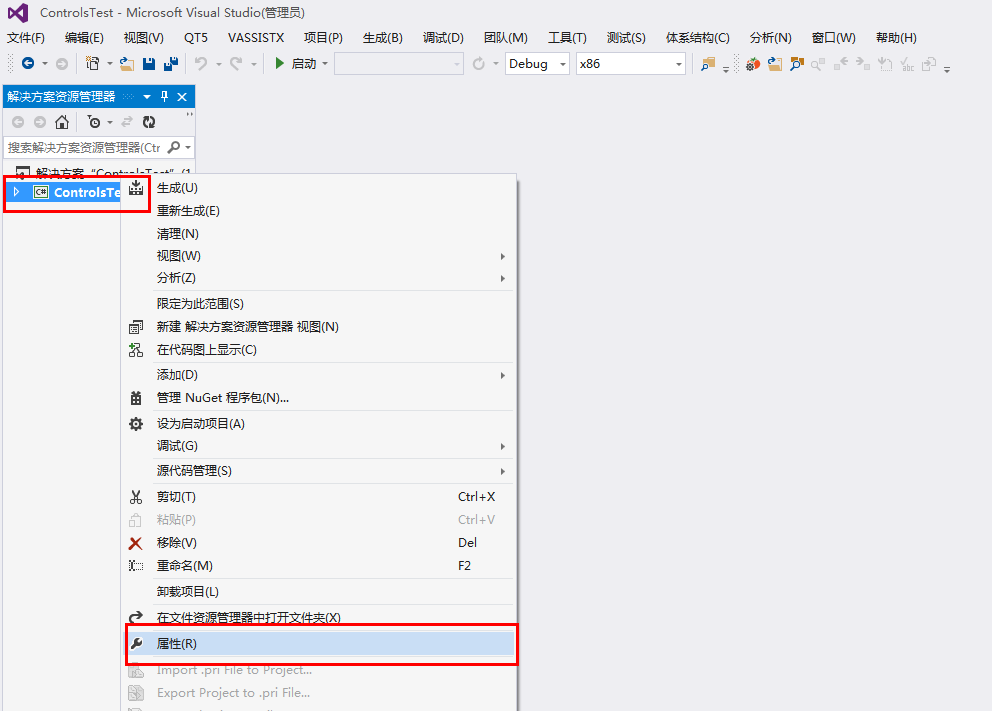 ControlsTest - Microsoft Visual Studio(管理员)
文件(F) 编辑(E) 视图(V) QT5 VASSISTX 项目(P) 生成(B) 调试(D) 团队(M) 工具(T) 测试(S) 体系结构(C) 分析(N) 窗口(W) 帮助(H)
启动 Debug x86
解决方案资源管理器
搜索解决方案资源管理器(Ctr
解决方案 "ControlsTest" (1
C# ControlsTe
生成(U)
重新生成(E)
清理(N)
视图(W)
分析(Z)
限定为此范围(S)
新建 解决方案资源管理器 视图(N)
在代码图上显示(C)
添加(D)
管理 NuGet 程序包(N)...
设为启动项目(A)
调试(G)
源代码管理(S)
剪切(T) Ctrl+X
粘贴(P) Ctrl+V
移除(V) Del
重命名(M) F2
卸载项目(L)
在文件资源管理器中打开文件夹(X)
属性(R)
Import .pri File to Project...
Export Project to .pri File...